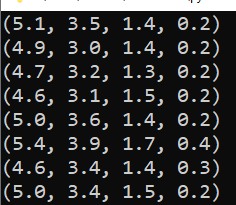 (5.1, 3.5, 1.4, 0.2)
(4.9, 3.0, 1.4, 0.2)
(4.7, 3.2, 1.3, 0.2)
(4.6, 3.1, 1.5, 0.2)
(5.0, 3.6, 1.4, 0.2)
(5.4, 3.9, 1.7, 0.4)
(4.6, 3.4, 1.4, 0.3)
(5.0, 3.4, 1.5, 0.2)